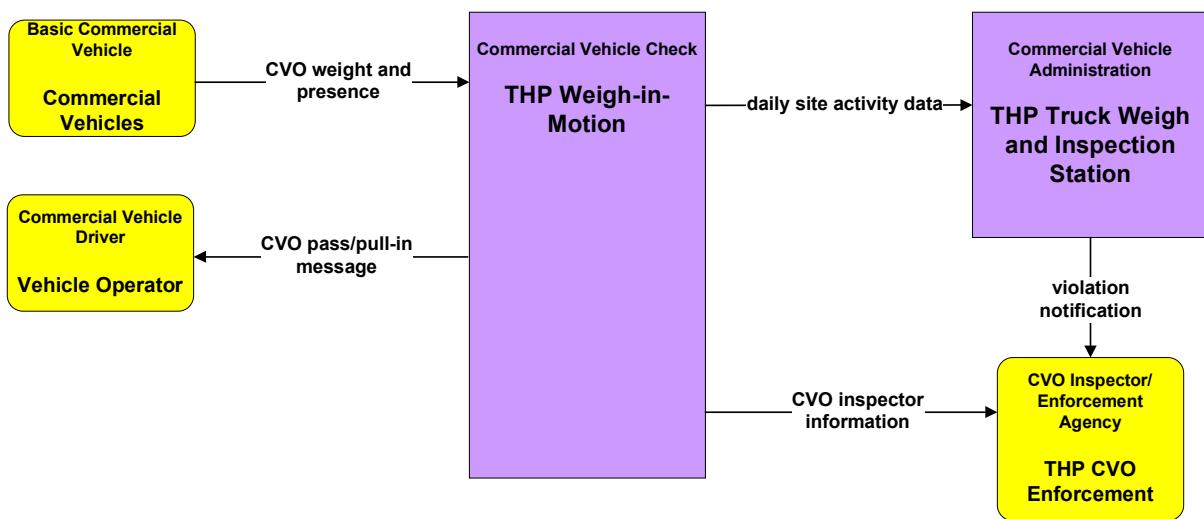 Basic Commercial
Vehicle
Commercial
Vehicles
CVO weight and
presence
Commercial Vehicle Check
THP Weigh-in-
Motion
daily site activity data
Commercial Vehicle
Administration
THP Truck Weigh
and Inspection
Station
Commercial Vehicle
Driver
Vehicle Operator
CVO pass/pull-in
message
violation
notification
CVO inspector
information
CVO Inspector/
Enforcement
Agency
THP CVO
Enforcement